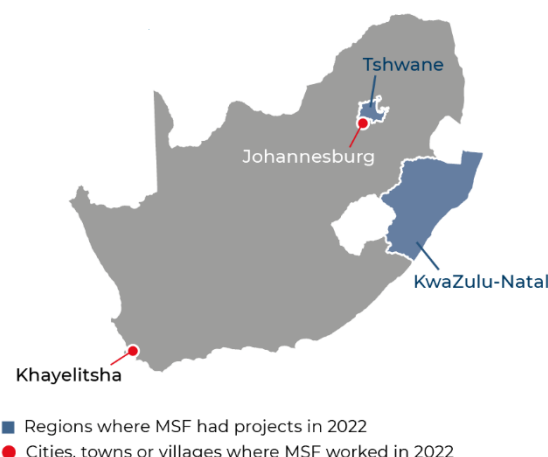 Tshwane
Johannesburg
KwaZulu-Natal
Khayelitsha
Regions where MSF had projects in 2022
Cities, towns or villages where MSF worked in 2022